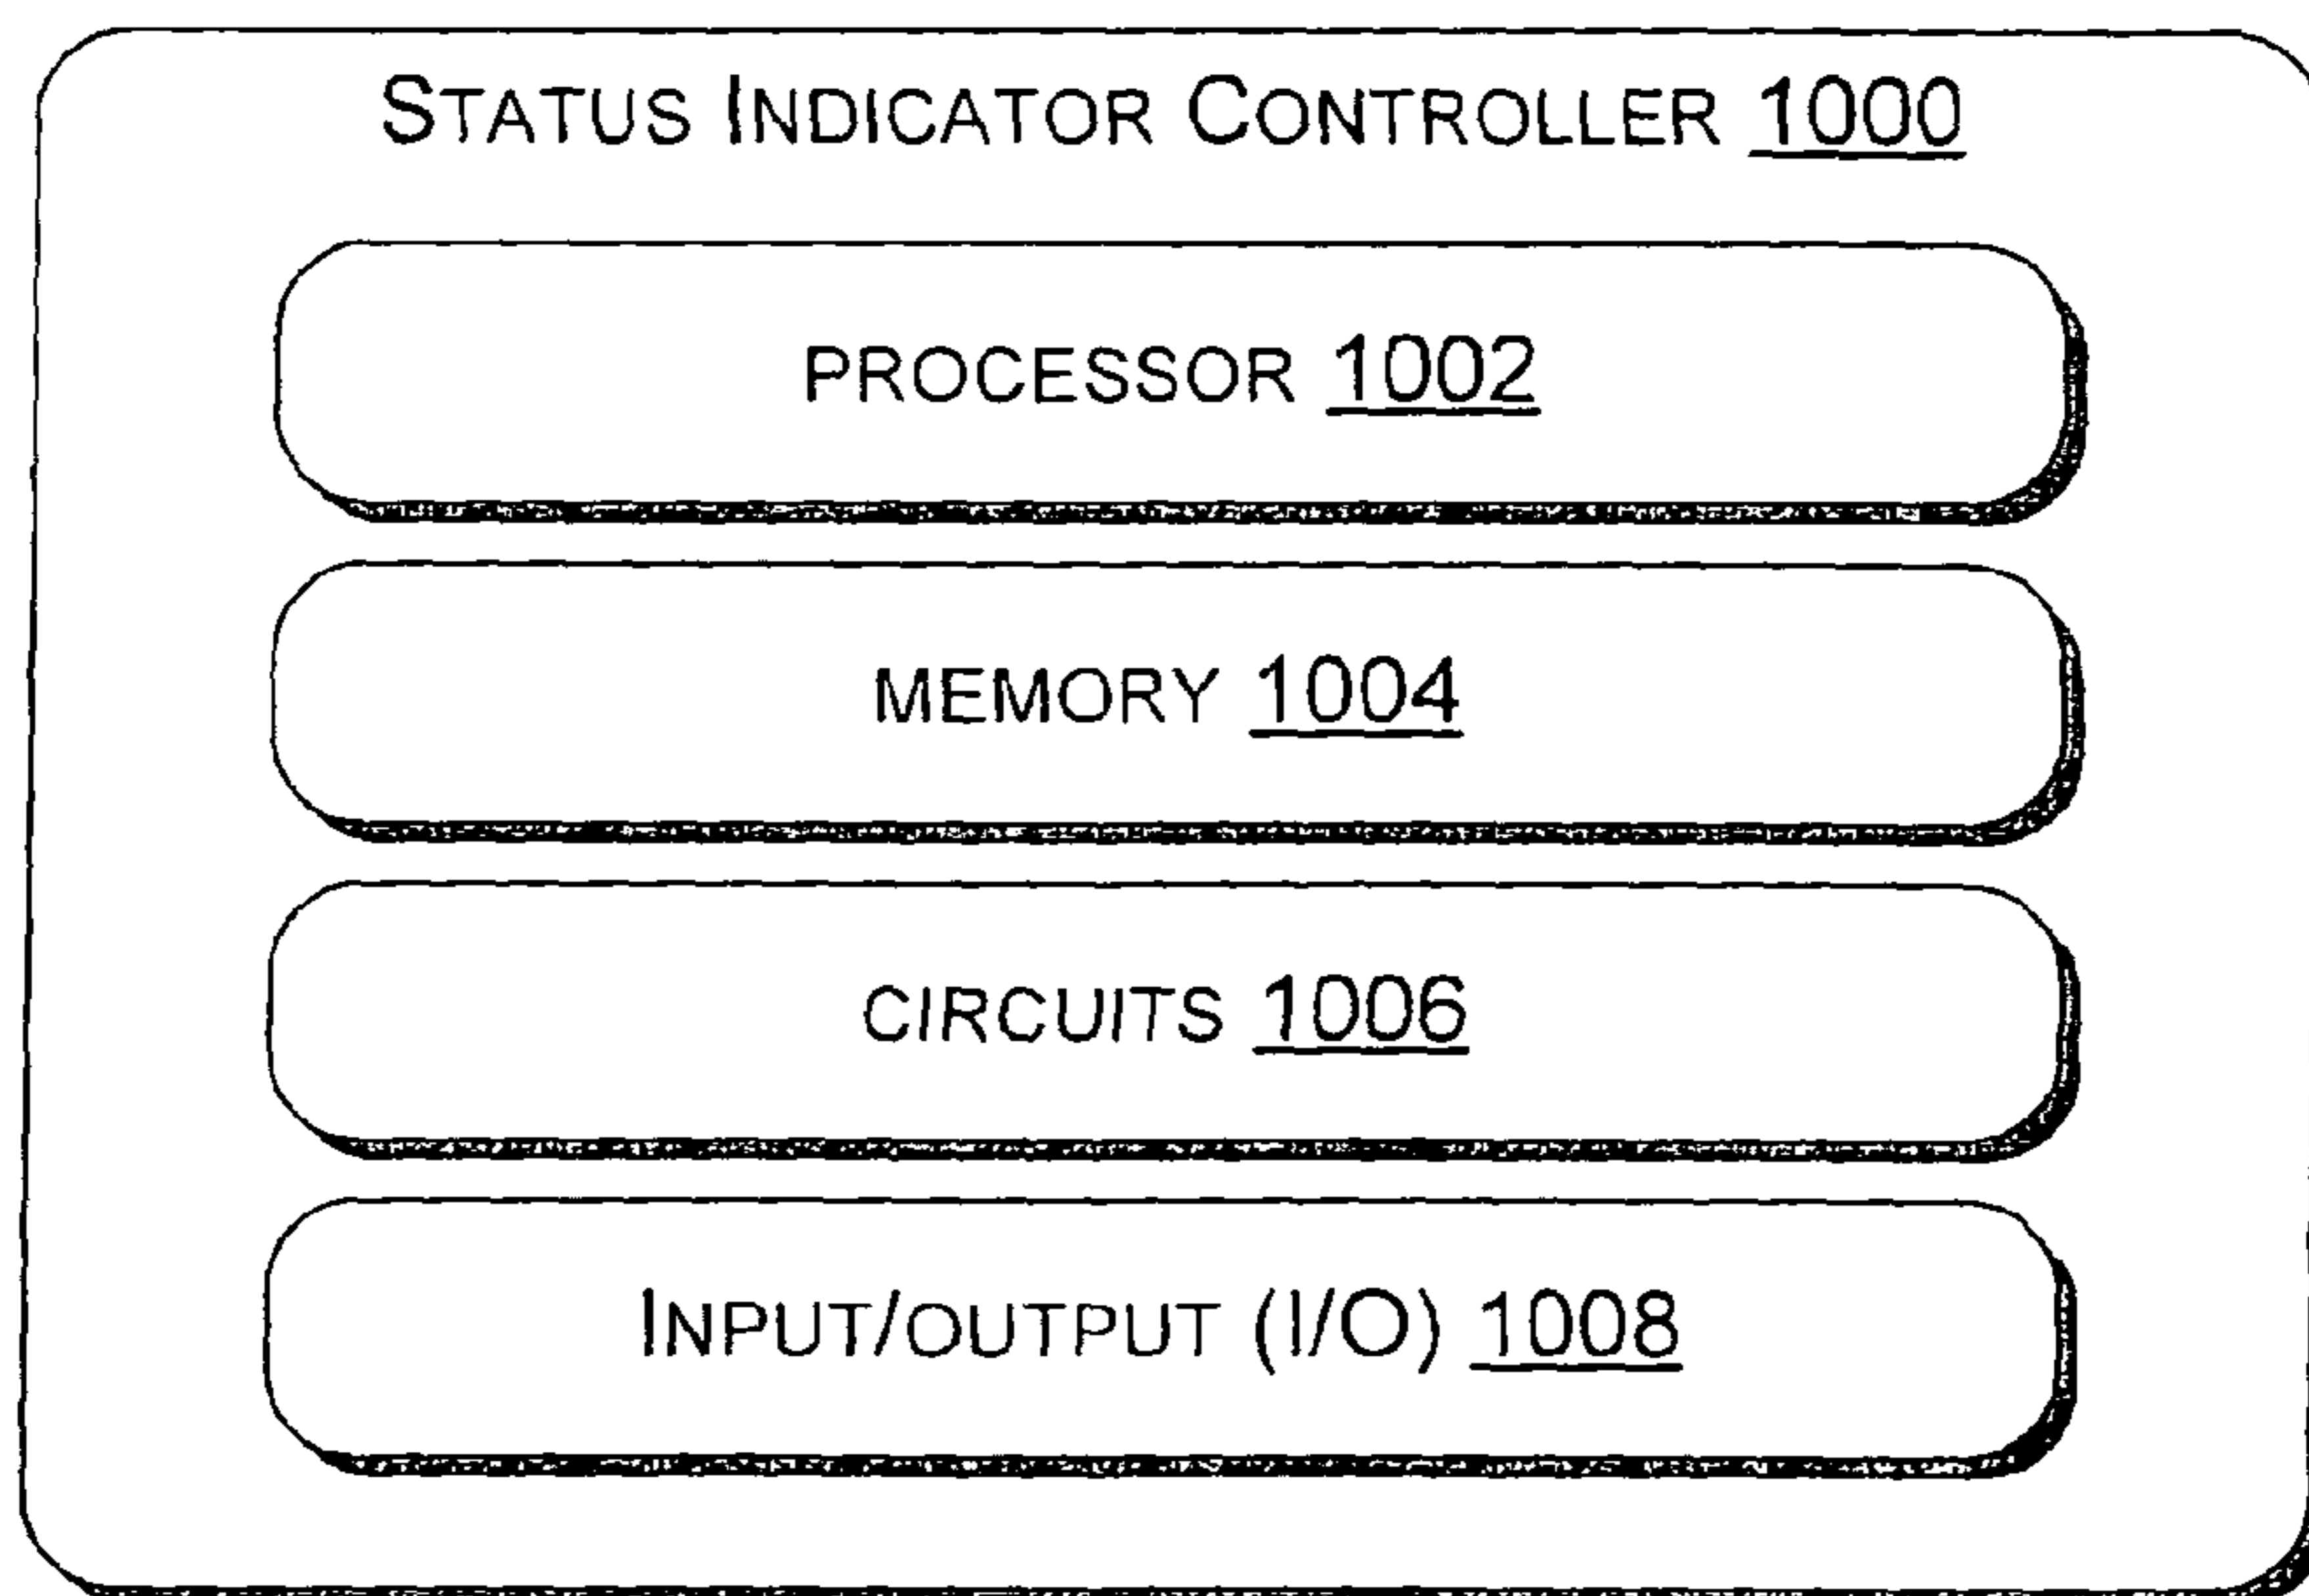 STATUS INDICATOR CONTROLLER 1000
PROCESSOR 1002
MEMORY 1004
CIRCUITS 1006
INPUT/OUTPUT (I/O) 1008